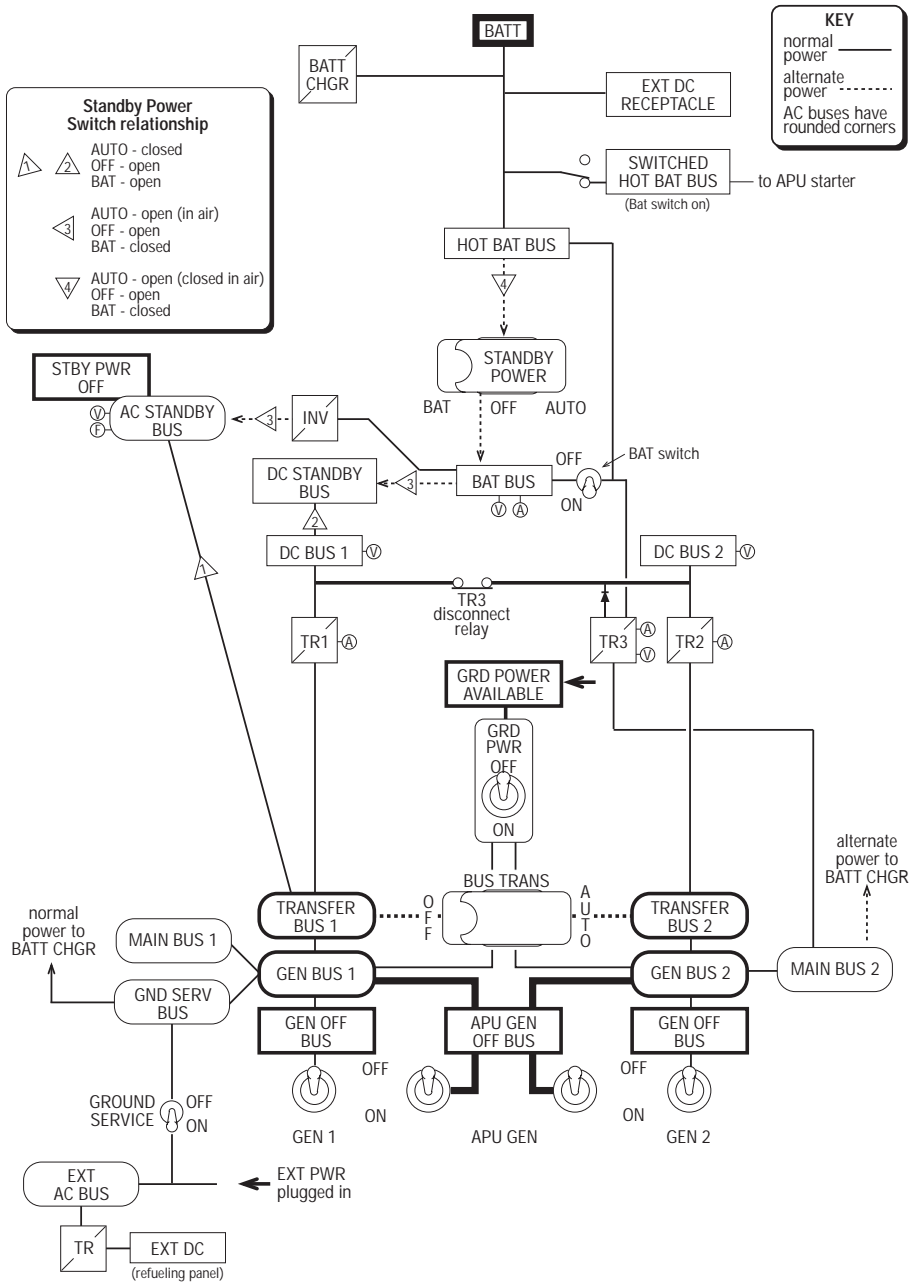 BATT
KEY
normal
power
alternate
power
AC buses have
rounded corners
BATT
CHGR
EXT DC
RECEPTACLE
Standby Power
Switch relationship
1
2
AUTO - closed
OFF - open
BAT - open
3
AUTO - open (in air)
OFF - open
BAT - closed
4
AUTO - open (closed in air)
OFF - open
BAT - closed
SWITCHED
HOT BAT BUS
to APU starter
(Bat switch on)
HOT BAT BUS
4
STANDBY
POWER
BAT
OFF
AUTO
STBY PWR
OFF
V
F
AC STANDBY
BUS
3
INV
OFF
BAT switch
ON
DC STANDBY
BUS
3
BAT BUS
V
A
2
DC BUS 1
V
DC BUS 2
V
1
TR3
disconnect
relay
TR1
A
TR3
A
V
TR2
A
GRD POWER
AVAILABLE
GRD
PWR
OFF
ON
alternate
power to
BATT CHGR
BUS TRANS
OFF
AUTO
TRANSFER
BUS 1
TRANSFER
BUS 2
normal
power to
BATT CHGR
MAIN BUS 1
GEN BUS 1
GEN BUS 2
MAIN BUS 2
GND SERV
BUS
GEN OFF
BUS
APU GEN
OFF BUS
GEN OFF
BUS
OFF
OFF
ON
ON
GEN 1
APU GEN
GEN 2
GROUND
SERVICE
OFF
ON
EXT
AC BUS
EXT PWR
plugged in
TR
EXT DC
(refueling panel)